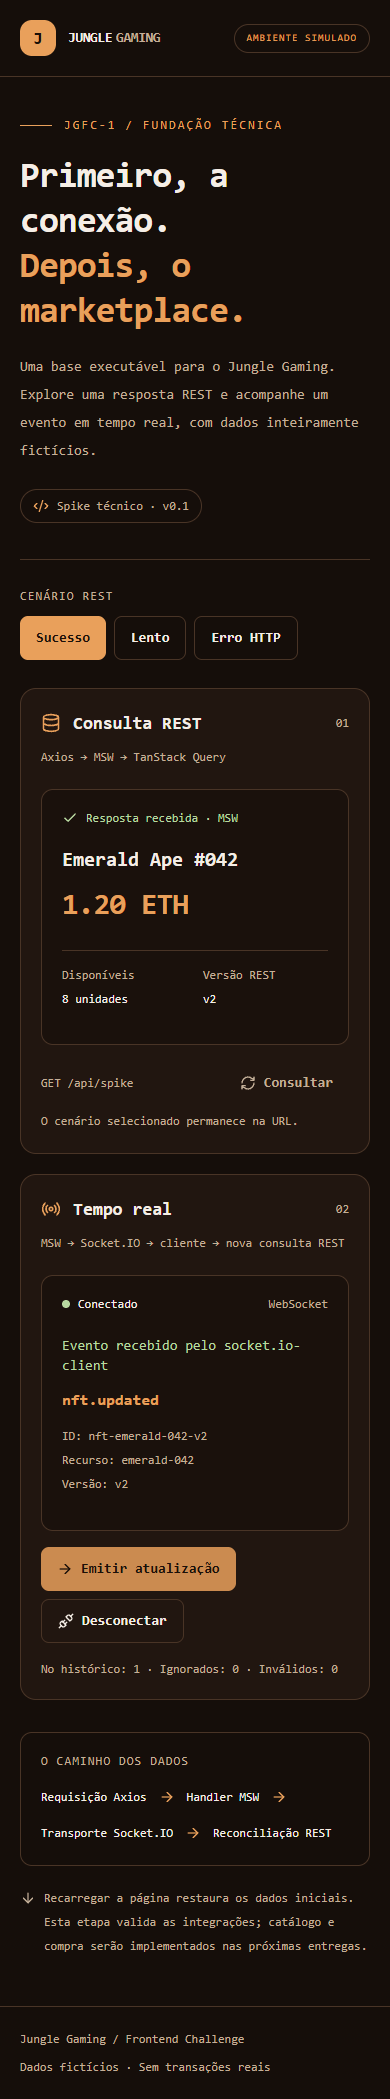 J JUNGLE GAMING AMBIENTE SIMULADO
JGFC-1 / FUNDAÇÃO TÉCNICA
Primeiro, a
conexão.
Depois, o
marketplace.
Uma base executável para o Jungle Gaming.
Explore uma resposta REST e acompanhe um
evento em tempo real, com dados inteiramente
fictícios.
</> Spike técnico · v0.1
CENÁRIO REST
Sucesso Lento Erro HTTP
Consulta REST 01
Axios → MSW → TanStack Query
Resposta recebida · MSW
Emerald Ape #042
1.20 ETH
Disponíveis Versão REST
8 unidades v2
GET /api/spike Consultar
O cenário selecionado permanece na URL.
Tempo real 02
MSW → Socket.IO → cliente → nova consulta REST
Conectado WebSocket
Evento recebido pelo socket.io-
client
nft.updated
ID: nft-emerald-042-v2
Recurso: emerald-042
Versão: v2
→ Emitir atualização
Desconectar
No histórico: 1 · Ignorados: 0 · Inválidos: 0
O CAMINHO DOS DADOS
Requisição Axios → Handler MSW →
Transporte Socket.IO → Reconciliação REST
↓ Recarregar a página restaura os dados iniciais.
Esta etapa valida as integrações; catálogo e
compra serão implementados nas próximas entregas.
Jungle Gaming / Frontend Challenge
Dados fictícios · Sem transações reais